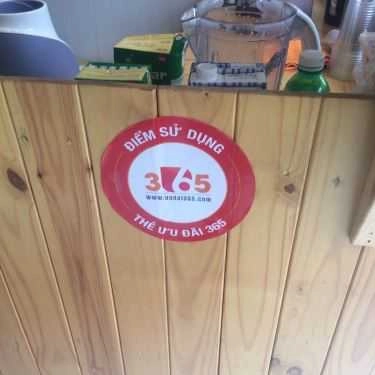 ĐIỂM SỬ DỤNG
365
www.uudai365.com
THẺ ƯU ĐÃI 365